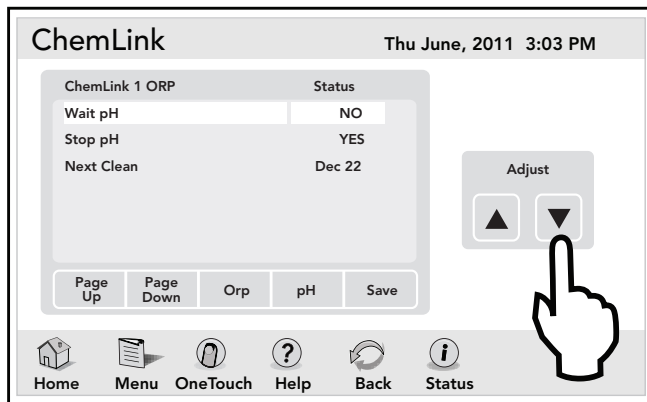 ChemLink
Thu June, 2011 3:03 PM
ChemLink 1 ORP Status
Wait pH NO
Stop pH YES
Next Clean Dec 22
Adjust
Page Up
Page Down
Orp
pH
Save
Home
Menu
OneTouch
? Help
Back
i Status